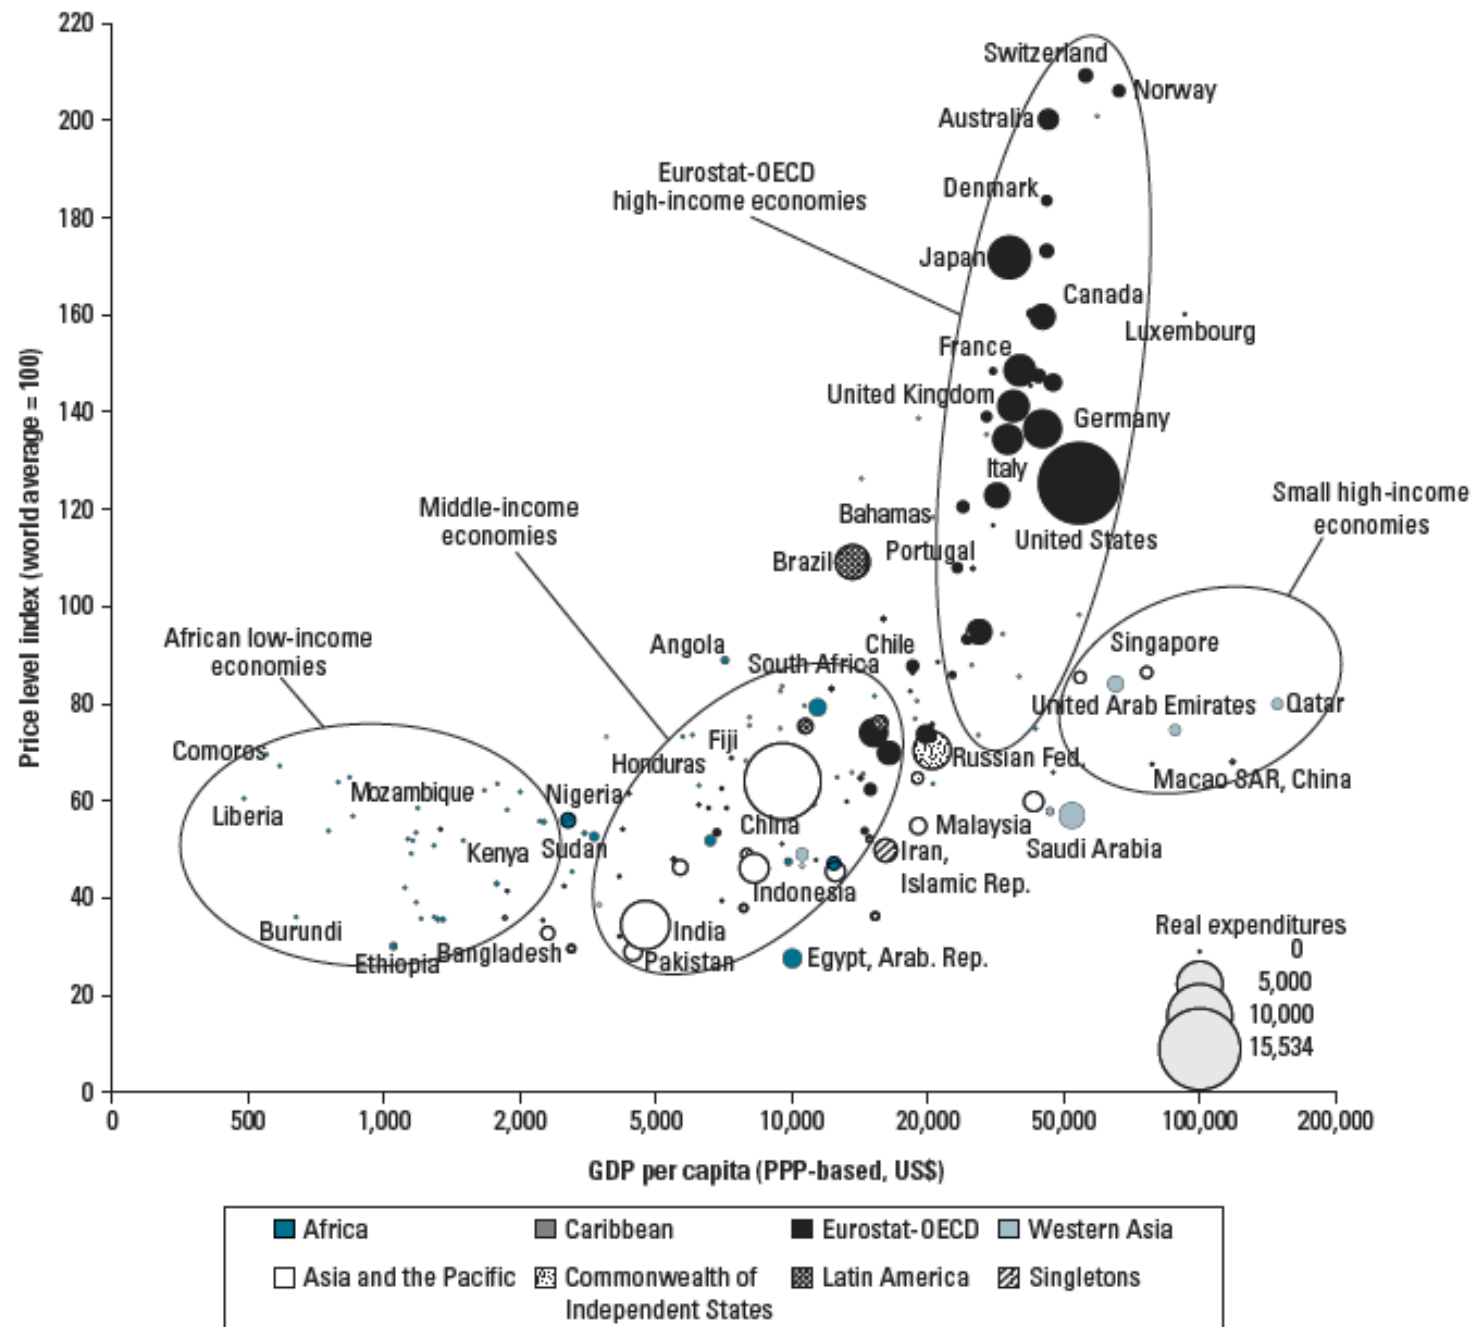 220
200
180
160
140
120
100
80
60
40
20
0
Price level index (world average = 100)
Switzerland
Norway
Australia
Eurostat-OECD
high-income economies
Denmark
Japan
Canada
Luxembourg
France
United Kingdom
Germany
Italy
Middle-income
economies
Small high-income
economies
Bahamas
United States
Portugal
Brazil
African low-income
economies
Angola
South Africa
Chile
Singapore
United Arab Emirates
Qatar
Comoros
Fiji
Honduras
Russian Fed.
Macao SAR, China
Mozambique
Nigeria
Liberia
China
Malaysia
Kenya
Sudan
Saudi Arabia
Iran,
Islamic Rep.
Indonesia
Burundi
India
Ethiopia
Bangladesh
Pakistan
Egypt, Arab. Rep.
Real expenditures
0
5,000
10,000
15,534
0 500 1,000 2,000 5,000 10,000 20,000 50,000 100,000 200,000
GDP per capita (PPP-based, US$)
Africa Caribbean Eurostat-OECD Western Asia
Asia and the Pacific Commonwealth of Latin America Singletons
Independent States